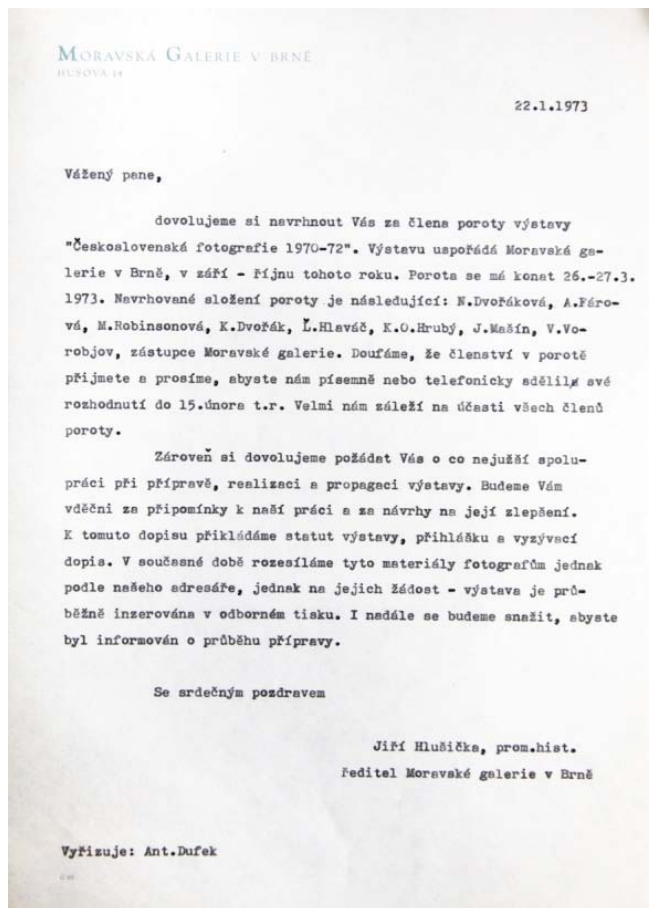 MORAVSKÁ GALERIE V BRNĚ
HUSOVA 14
22.1.1973
Vážený pane,
dovolujeme si navrhnout Vás za člena poroty výstavy
"Československá fotografie 1970-72". Výstavu uspořádá Moravská ga-
lerie v Brně, v září - říjnu tohoto roku. Porota se má konat 26.-27.3.
1973. Navrhované složení poroty je následující: N.Dvořáková, A.Fáro-
vá, M.Robinsonová, K.Dvořák, Ľ.Hlaváč, K.O.Hrubý, J.Mašín, V.Vo-
robjov, zástupce Moravské galerie. Doufáme, že členství v porotě
přijmete a prosíme, abyste nám písemně nebo telefonicky sdělil své
rozhodnutí do 15.února t.r. Velmi nám záleží na účasti všech členů
poroty.
Zároveň si dovolujeme požádat Vás o co nejužší spolu-
práci při přípravě, realizaci a propagaci výstavy. Budeme Vám
vděčni za připomínky k naší práci a za návrhy na její zlepšení.
K tomuto dopisu přikládáme statut výstavy, přihlášku a vyzývací
dopis. V současné době rozesíláme tyto materiály fotografům jednak
podle našeho adresáře, jednak na jejich žádost - výstava je prů-
běžně inzerována v odborném tisku. I nadále se budeme snažit, abyste
byl informován o průběhu přípravy.
Se srdečným pozdravem
Jiří Hlušička, prom.hist.
ředitel Moravské galerie v Brně
Vyřizuje: Ant.Dufek